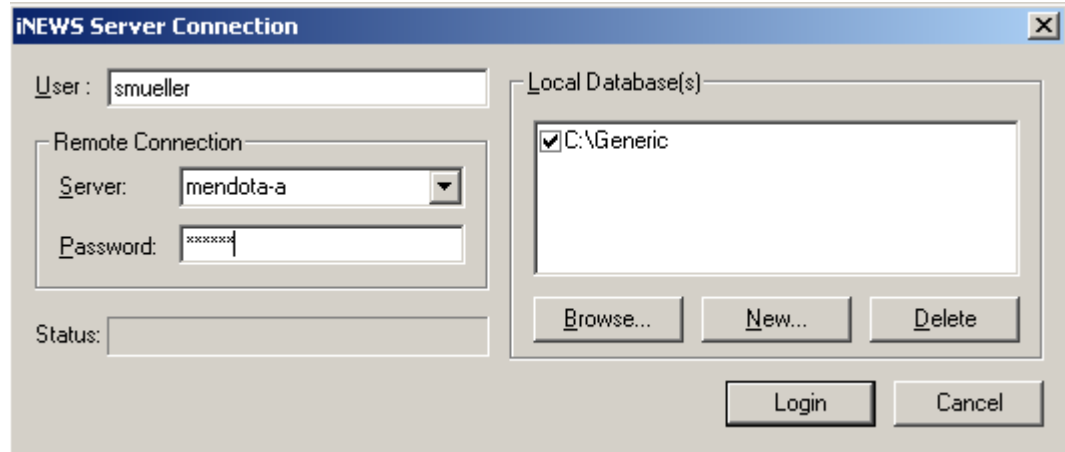 iNEWS Server Connection
User : smueller
Remote Connection
Server: mendota-a
Password: ******
Status:
Local Database(s)
C:\Generic
Browse... New... Delete
Login Cancel